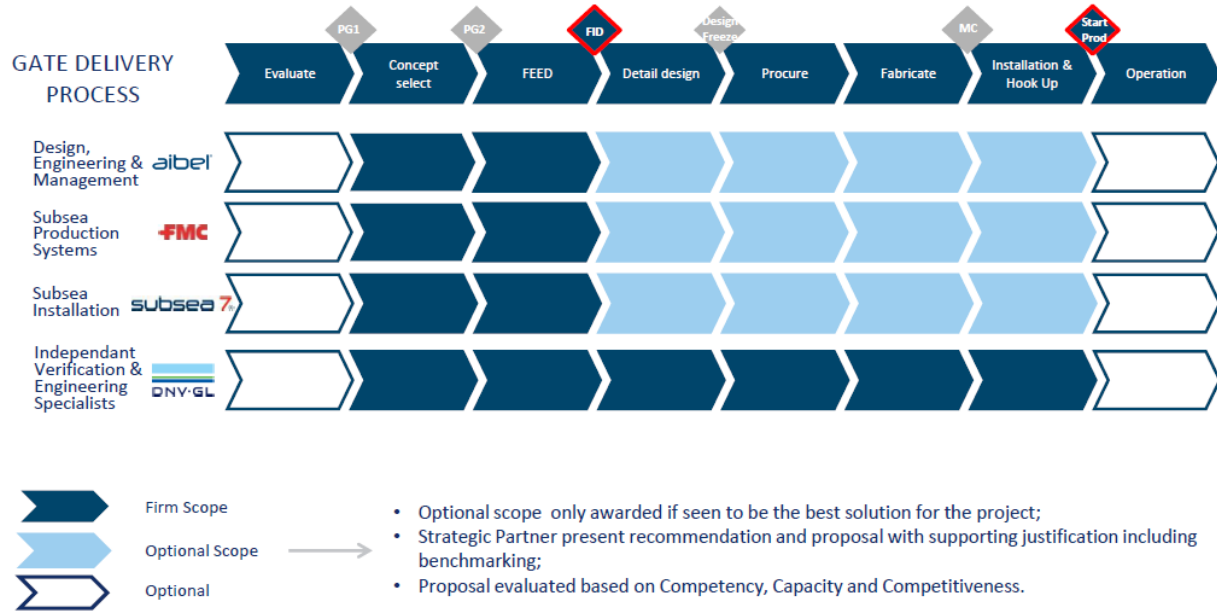 PG1
PG2
FID
Design
Freeze
MC
Start
Prod
GATE DELIVERY
PROCESS
Evaluate
Concept
select
FEED
Detail design
Procure
Fabricate
Installation &
Hook Up
Operation
Design,
Engineering &
Management
aibel
Subsea
Production
Systems
FMC
Subsea
Installation
subsea 7
Independant
Verification &
Engineering
Specialists
DNV·GL
Firm Scope
Optional Scope
Optional
• Optional scope only awarded if seen to be the best solution for the project;
• Strategic Partner present recommendation and proposal with supporting justification including
benchmarking;
• Proposal evaluated based on Competency, Capacity and Competitiveness.